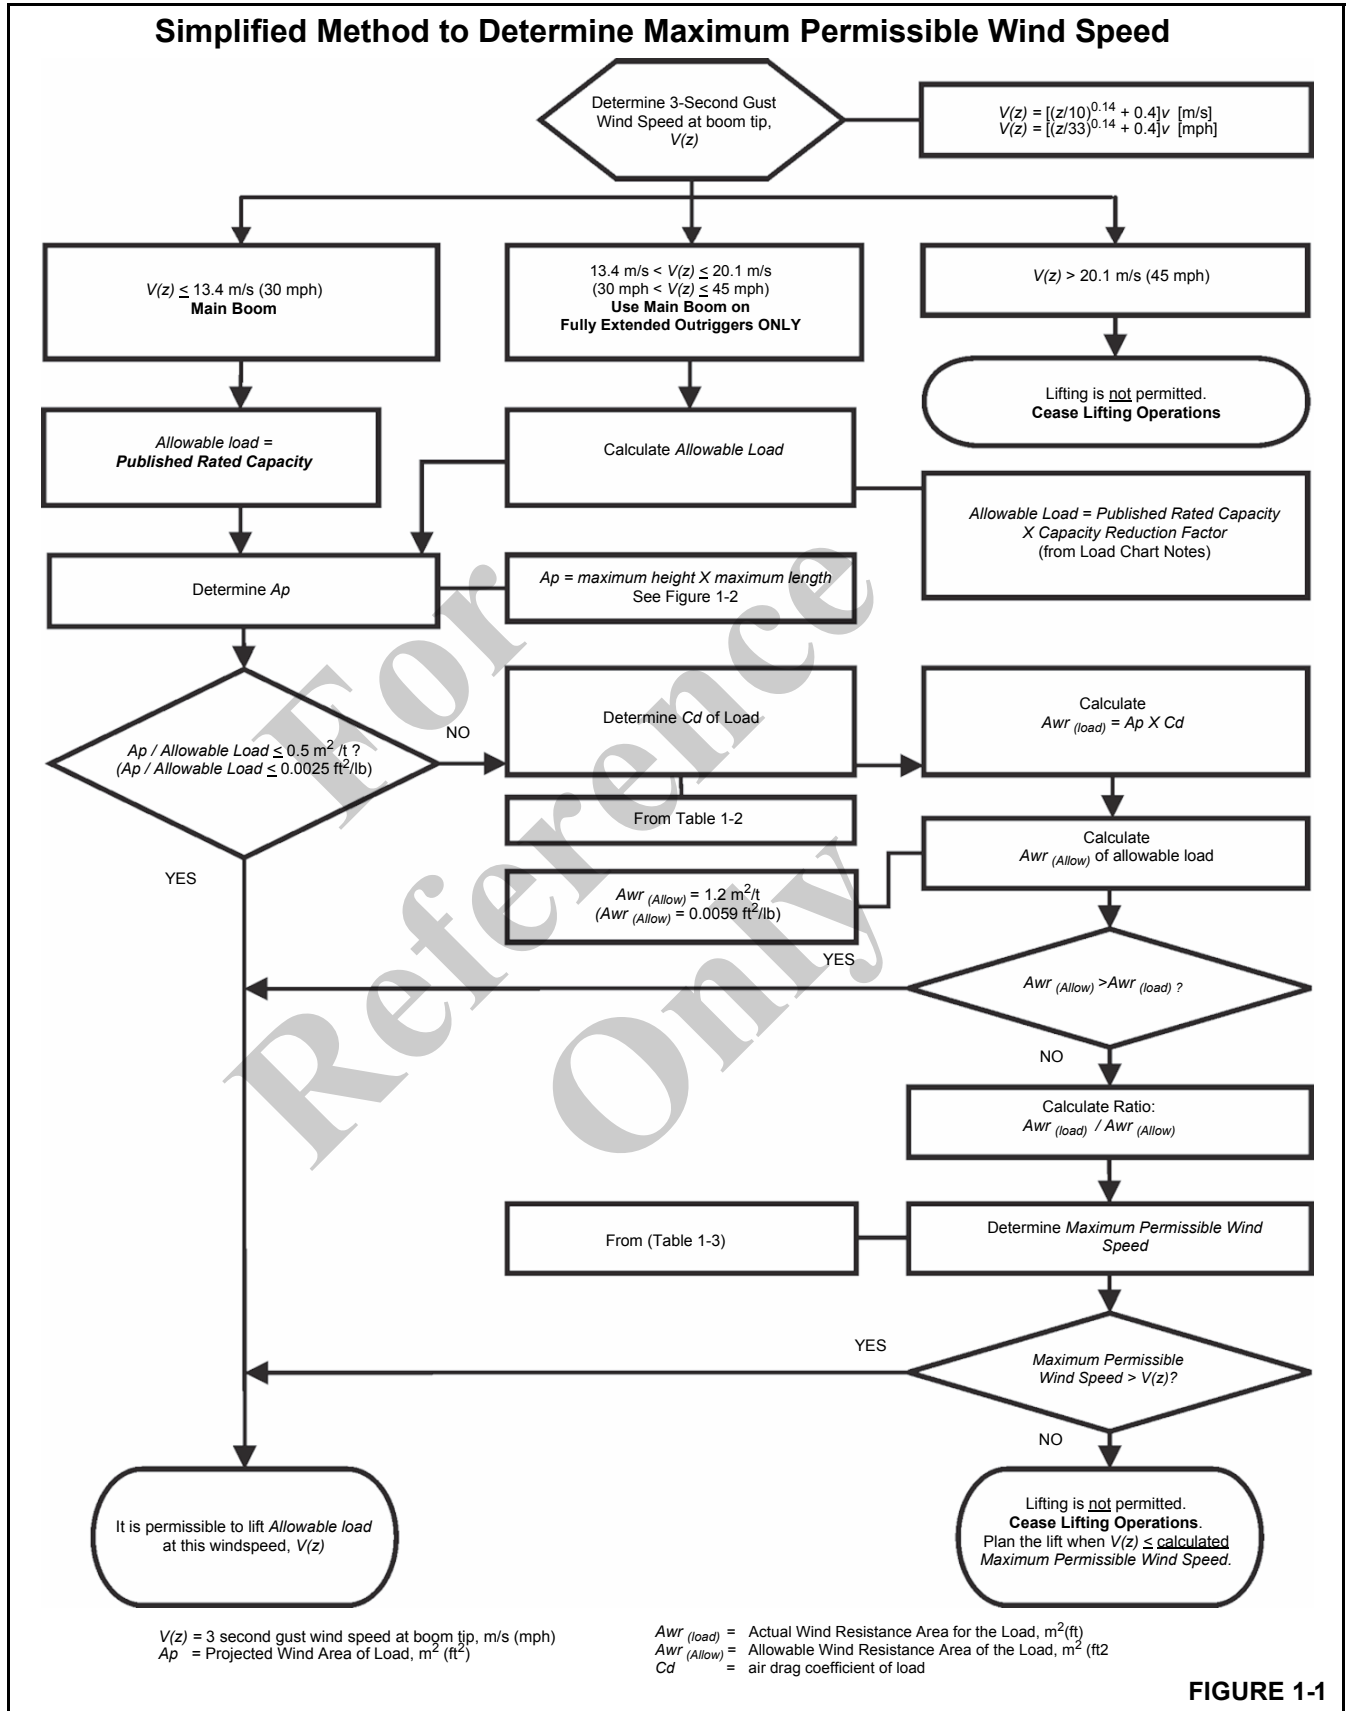 Simplified Method to Determine Maximum Permissible Wind Speed
Determine 3-Second Gust
Wind Speed at boom tip,
V(z)
V(z) = [(z/10)^0.14 + 0.4]v [m/s]
V(z) = [(z/33)^0.14 + 0.4]v [mph]
V(z) ≤ 13.4 m/s (30 mph)
Main Boom
13.4 m/s < V(z) ≤ 20.1 m/s
(30 mph < V(z) ≤ 45 mph)
Use Main Boom on
Fully Extended Outriggers ONLY
V(z) > 20.1 m/s (45 mph)
Lifting is not permitted.
Cease Lifting Operations
Allowable load =
Published Rated Capacity
Calculate Allowable Load
Allowable Load = Published Rated Capacity
X Capacity Reduction Factor
(from Load Chart Notes)
Determine Ap
Ap = maximum height X maximum length
See Figure 1-2
Ap / Allowable Load ≤ 0.5 m² /t ?
(Ap / Allowable Load ≤ 0.0025 ft²/lb)
NO
YES
Determine Cd of Load
From Table 1-2
Calculate
Awr (load) = Ap X Cd
Calculate
Awr (Allow) of allowable load
Awr (Allow) = 1.2 m²/t
(Awr (Allow) = 0.0059 ft²/lb)
YES
Awr (Allow) >Awr (load) ?
NO
Calculate Ratio:
Awr (load) / Awr (Allow)
From (Table 1-3)
Determine Maximum Permissible Wind
Speed
YES
Maximum Permissible
Wind Speed > V(z)?
NO
It is permissible to lift Allowable load
at this windspeed, V(z)
Lifting is not permitted.
Cease Lifting Operations.
Plan the lift when V(z) ≤ calculated
Maximum Permissible Wind Speed.
V(z) = 3 second gust wind speed at boom tip, m/s (mph)
Ap = Projected Wind Area of Load, m² (ft²)
Awr (load) = Actual Wind Resistance Area for the Load, m²(ft)
Awr (Allow) = Allowable Wind Resistance Area of the Load, m² (ft2
Cd = air drag coefficient of load
FIGURE 1-1
For
Reference
Only